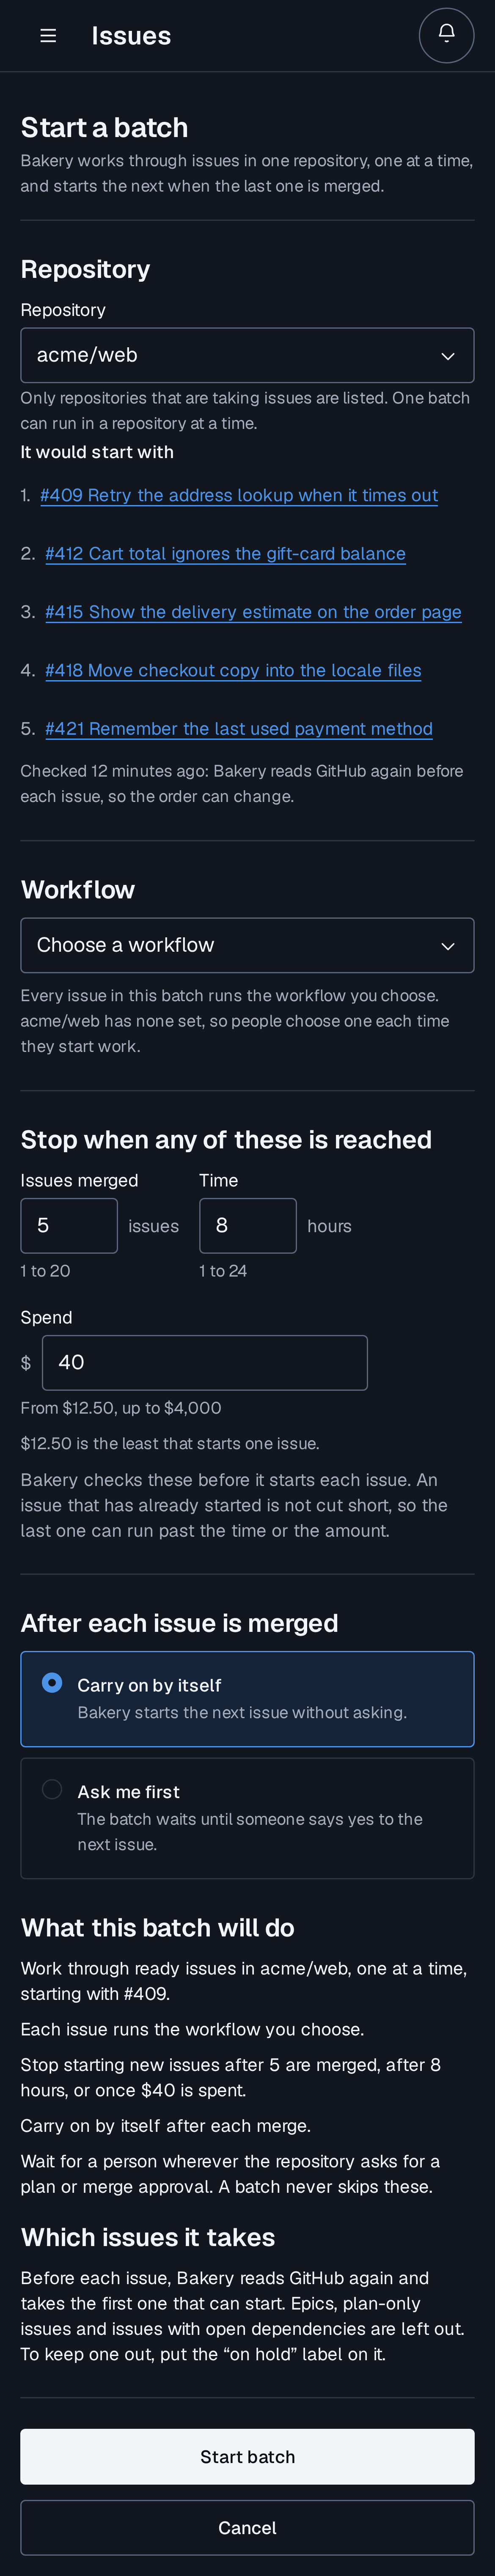 Issues
Start a batch
Bakery works through issues in one repository, one at a time,
and starts the next when the last one is merged.
Repository
Repository
acme/web
Only repositories that are taking issues are listed. One batch
can run in a repository at a time.
It would start with
1. #409 Retry the address lookup when it times out
2. #412 Cart total ignores the gift-card balance
3. #415 Show the delivery estimate on the order page
4. #418 Move checkout copy into the locale files
5. #421 Remember the last used payment method
Checked 12 minutes ago: Bakery reads GitHub again before
each issue, so the order can change.
Workflow
Choose a workflow
Every issue in this batch runs the workflow you choose.
acme/web has none set, so people choose one each time
they start work.
Stop when any of these is reached
Issues merged Time
5 issues 8 hours
1 to 20 1 to 24
Spend
$ 40
From $12.50, up to $4,000
$12.50 is the least that starts one issue.
Bakery checks these before it starts each issue. An
issue that has already started is not cut short, so the
last one can run past the time or the amount.
After each issue is merged
Carry on by itself
Bakery starts the next issue without asking.
Ask me first
The batch waits until someone says yes to the
next issue.
What this batch will do
Work through ready issues in acme/web, one at a time,
starting with #409.
Each issue runs the workflow you choose.
Stop starting new issues after 5 are merged, after 8
hours, or once $40 is spent.
Carry on by itself after each merge.
Wait for a person wherever the repository asks for a
plan or merge approval. A batch never skips these.
Which issues it takes
Before each issue, Bakery reads GitHub again and
takes the first one that can start. Epics, plan-only
issues and issues with open dependencies are left out.
To keep one out, put the “on hold” label on it.
Start batch
Cancel